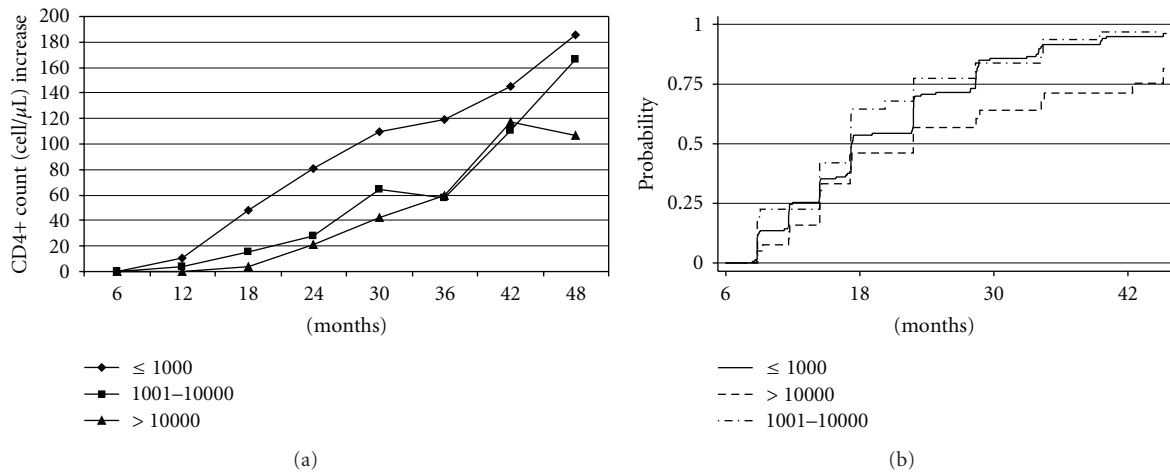 CD4+ count (cell/μL) increase
200
180
160
140
120
100
80
60
40
20
0
6 12 18 24 30 36 42 48
(months)
≤ 1000
1001–10000
> 10000
(a)
Probability
1
0.75
0.5
0.25
0
6 18 30 42
(months)
≤ 1000
> 10000
1001–10000
(b)